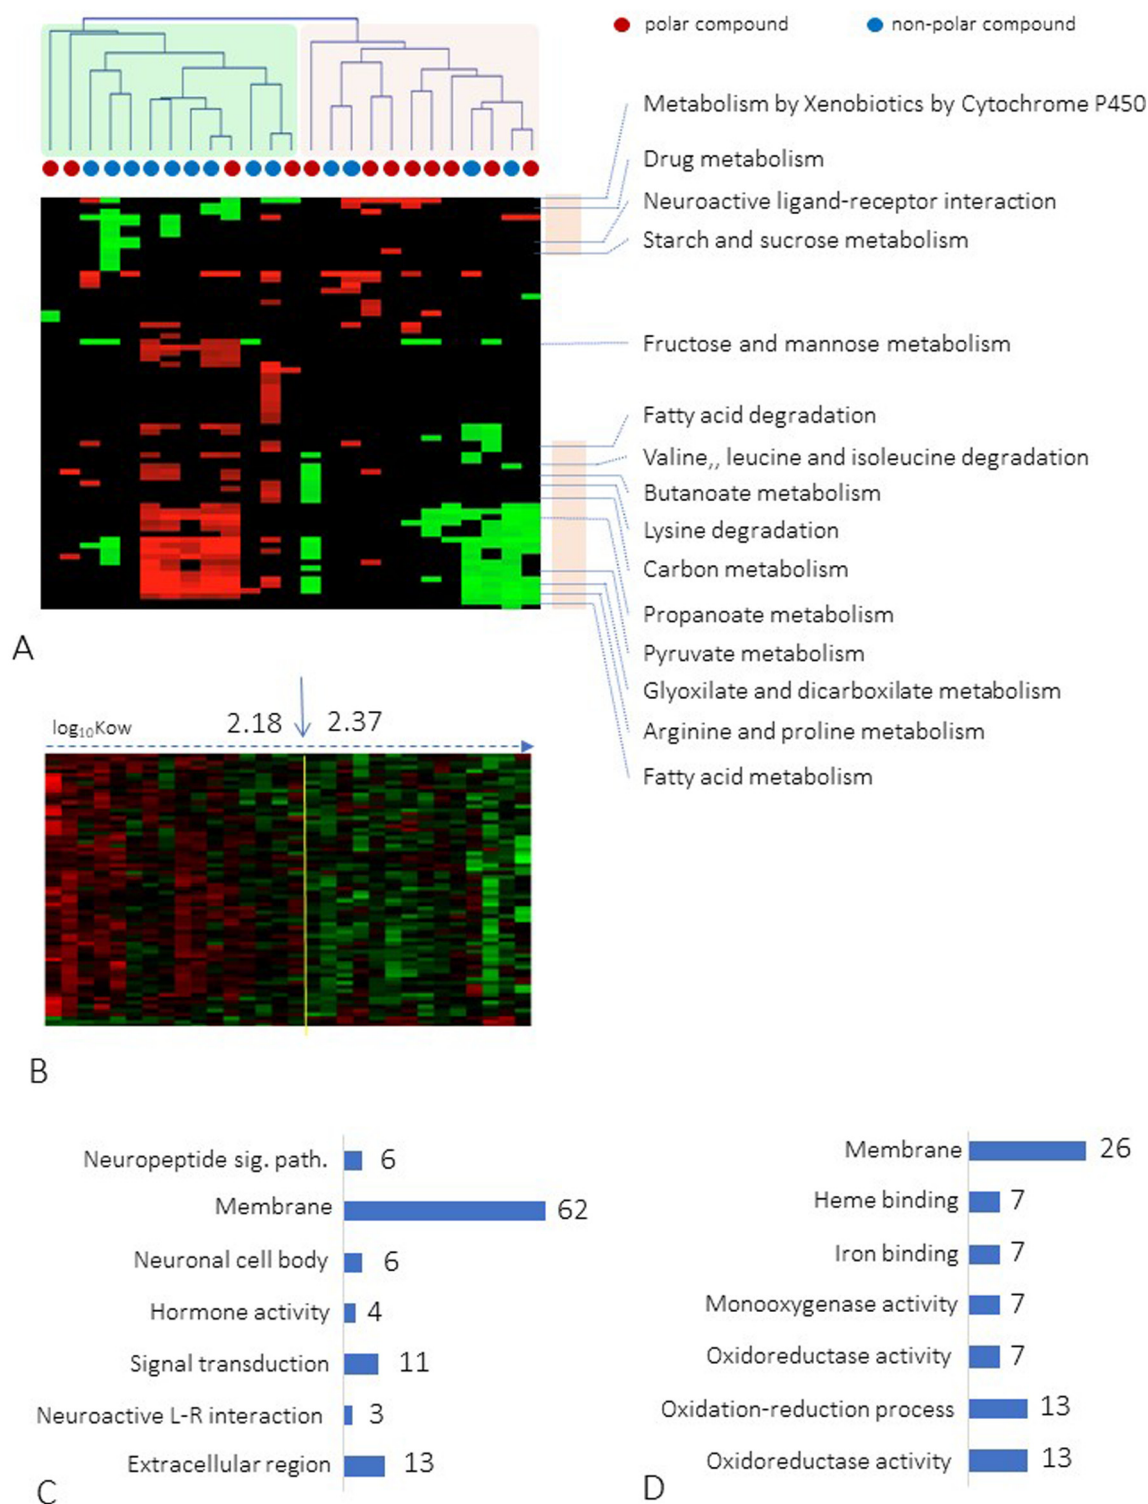 polar compound
non-polar compound
Metabolism by Xenobiotics by Cytochrome P450
Drug metabolism
Neuroactive ligand-receptor interaction
Starch and sucrose metabolism
Fructose and mannose metabolism
Fatty acid degradation
Valine,, leucine and isoleucine degradation
Butanoate metabolism
Lysine degradation
Carbon metabolism
Propanoate metabolism
Pyruvate metabolism
Glyoxilate and dicarboxilate metabolism
Arginine and proline metabolism
Fatty acid metabolism
A
log₁₀Kow
2.18
2.37
B
Neuropeptide sig. path. 6
Membrane 62
Neuronal cell body 6
Hormone activity 4
Signal transduction 11
Neuroactive L-R interaction 3
Extracellular region 13
C
Membrane 26
Heme binding 7
Iron binding 7
Monooxygenase activity 7
Oxidoreductase activity 7
Oxidation-reduction process 13
Oxidoreductase activity 13
D